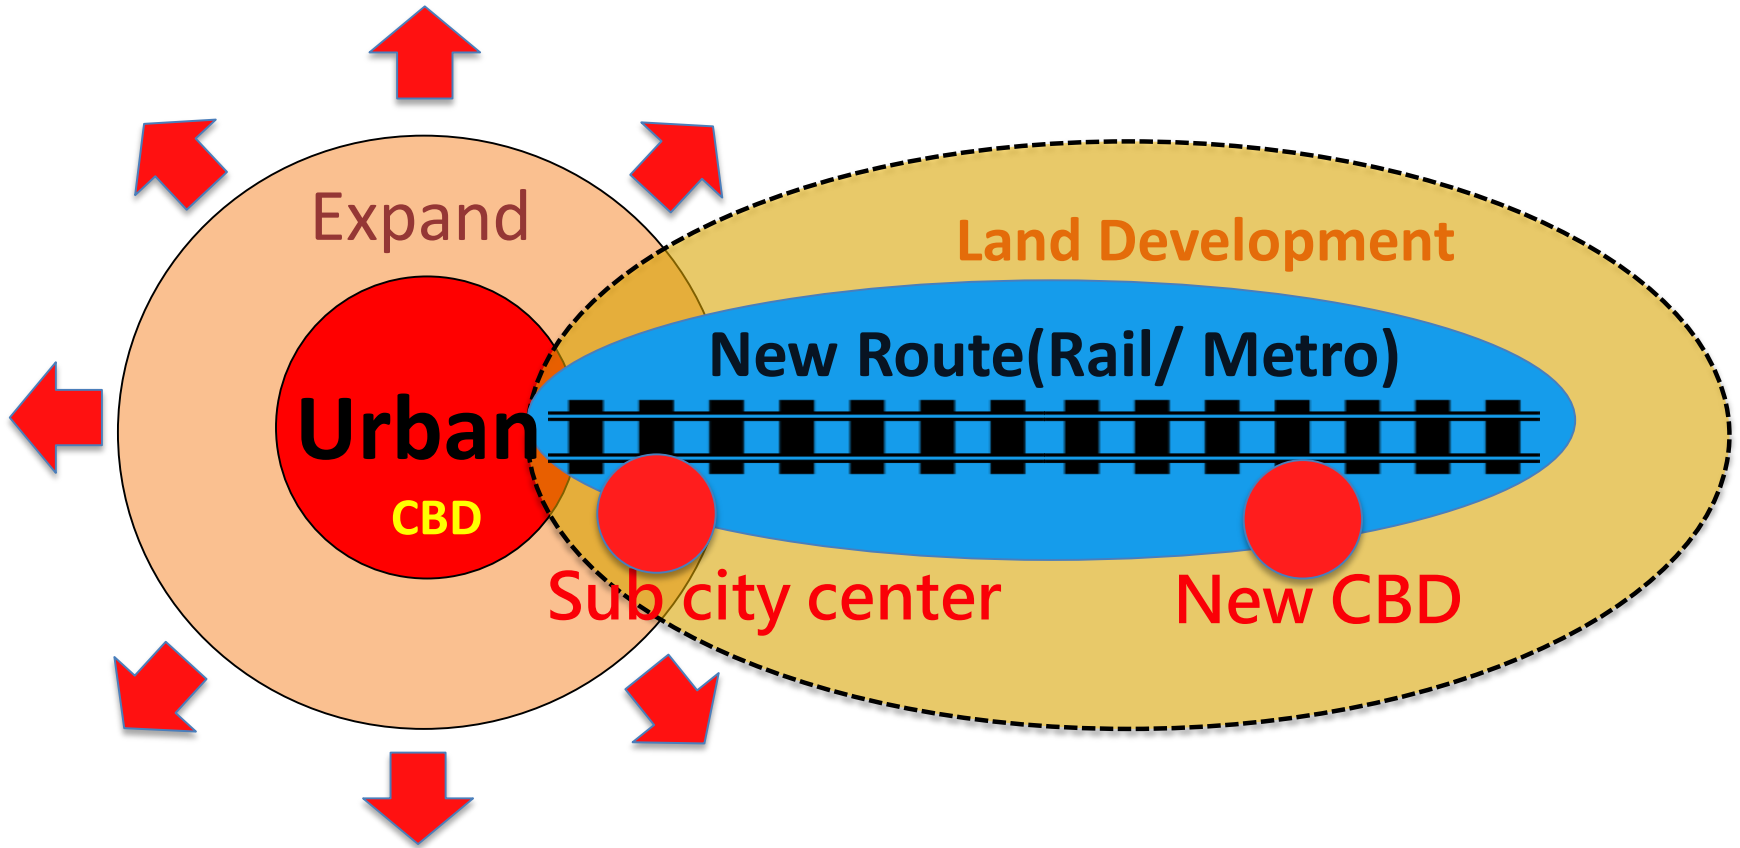 Expand
Land Development
New Route(Rail/ Metro)
Urban
CBD
Sub city center
New CBD